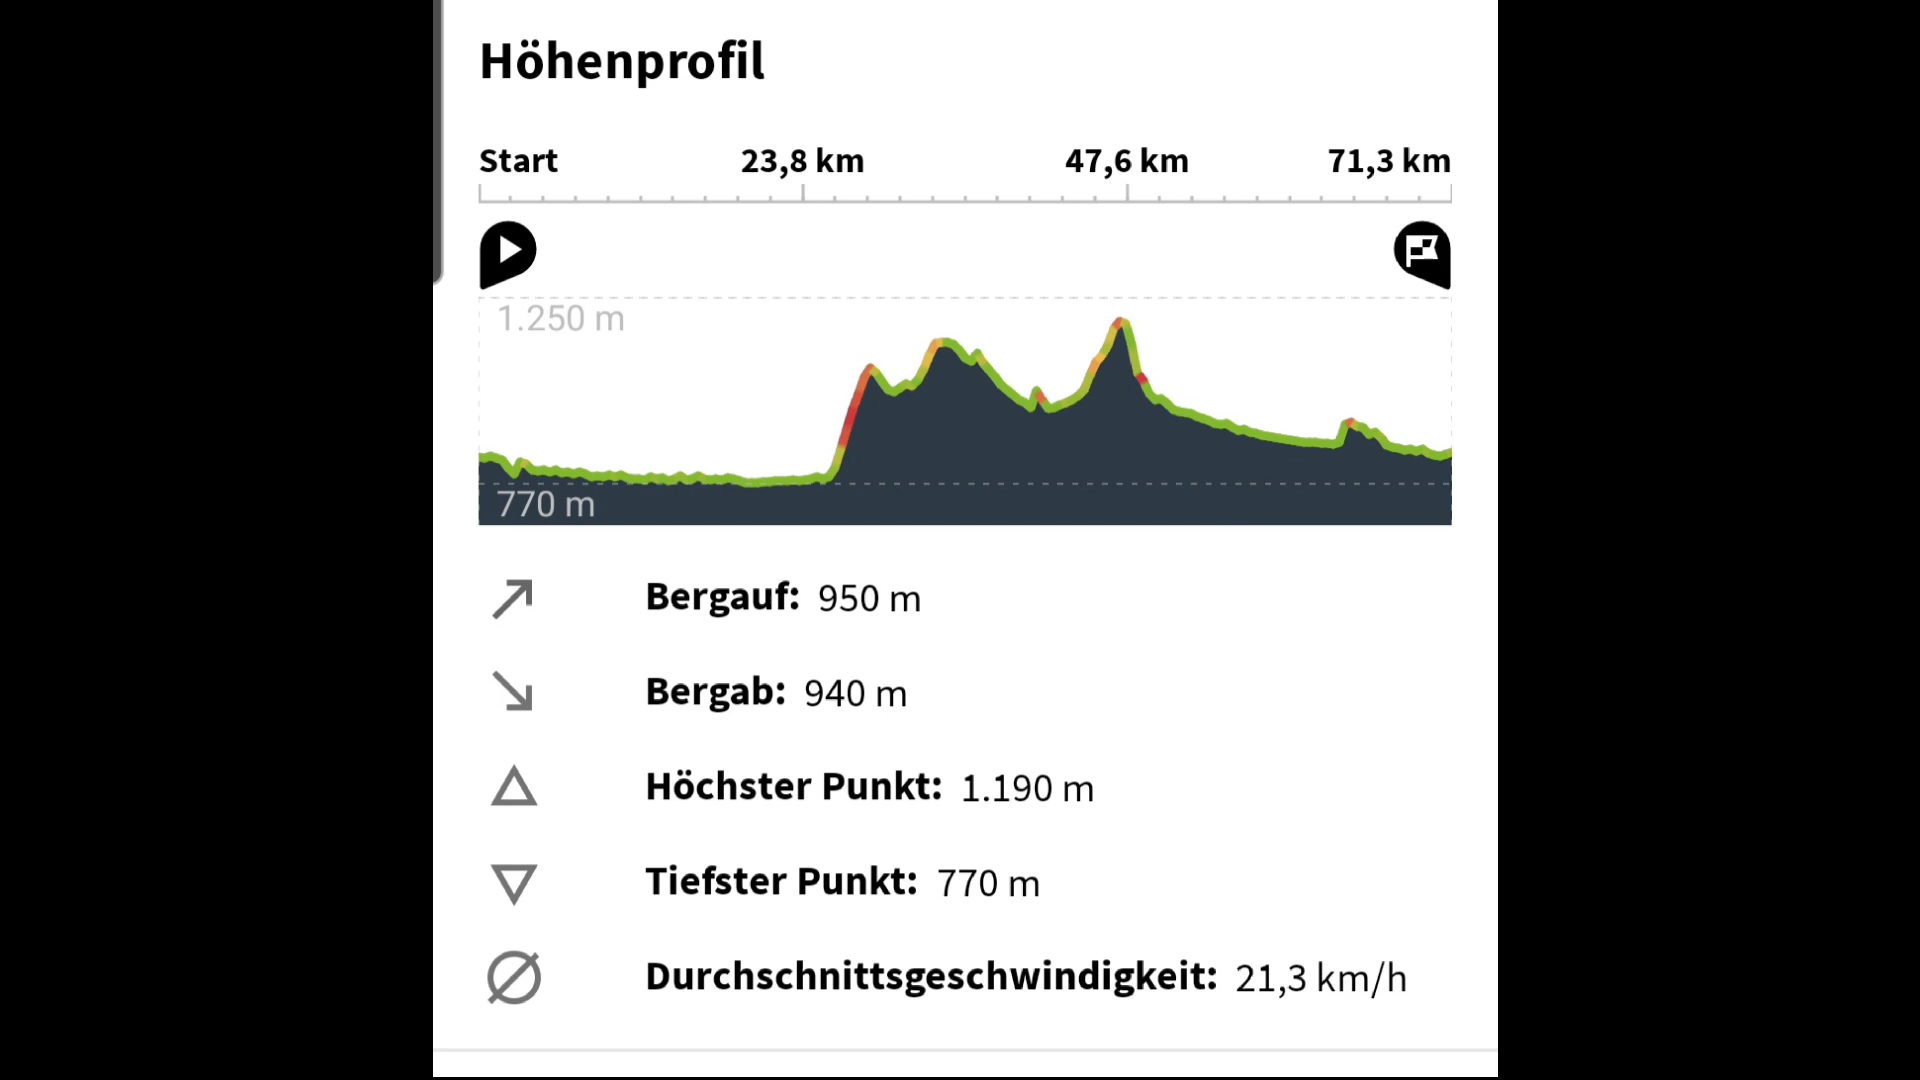 Höhenprofil
Start 23,8 km 47,6 km 71,3 km
1.250 m
770 m
Bergauf: 950 m
Bergab: 940 m
Höchster Punkt: 1.190 m
Tiefster Punkt: 770 m
Durchschnittsgeschwindigkeit: 21,3 km/h